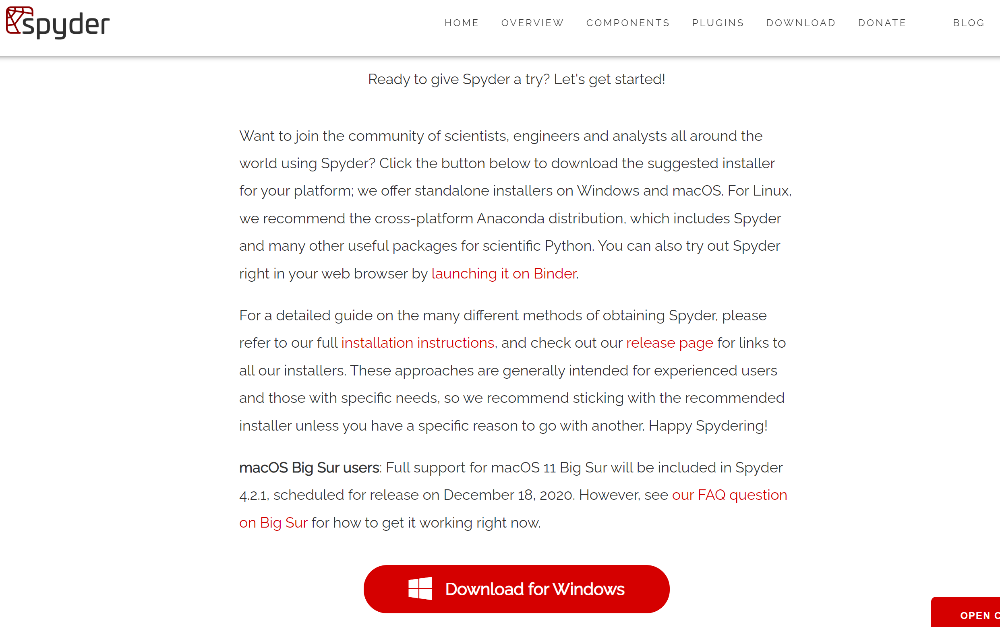 spyder
HOME OVERVIEW COMPONENTS PLUGINS DOWNLOAD DONATE BLOG
Ready to give Spyder a try? Let's get started!
Want to join the community of scientists, engineers and analysts all around the
world using Spyder? Click the button below to download the suggested installer
for your platform; we offer standalone installers on Windows and macOS. For Linux,
we recommend the cross-platform Anaconda distribution, which includes Spyder
and many other useful packages for scientific Python. You can also try out Spyder
right in your web browser by launching it on Binder.
For a detailed guide on the many different methods of obtaining Spyder, please
refer to our full installation instructions, and check out our release page for links to
all our installers. These approaches are generally intended for experienced users
and those with specific needs, so we recommend sticking with the recommended
installer unless you have a specific reason to go with another. Happy Spydering!
macOS Big Sur users: Full support for macOS 11 Big Sur will be included in Spyder
4.2.1, scheduled for release on December 18, 2020. However, see our FAQ question
on Big Sur for how to get it working right now.
Download for Windows
OPEN